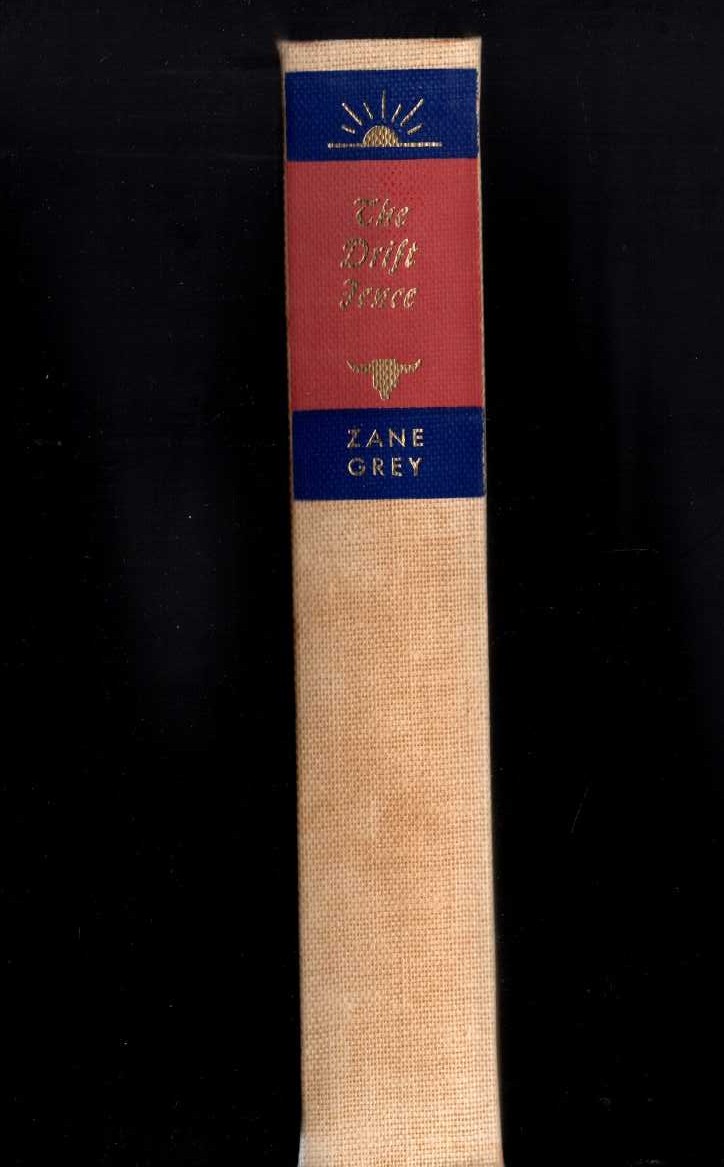 The
Drift
Fence
ZANE
GREY